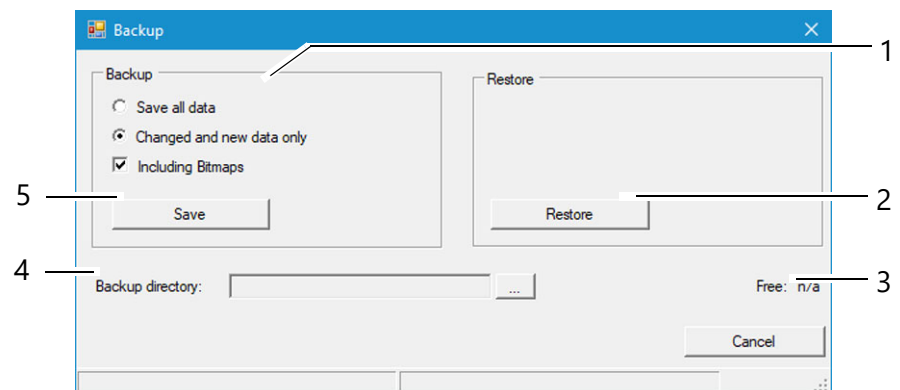 Backup
1
Backup
Restore
Save all data
Changed and new data only
Including Bitmaps
5
Save
Restore
2
4
Backup directory:
...
Free: n/a
3
Cancel